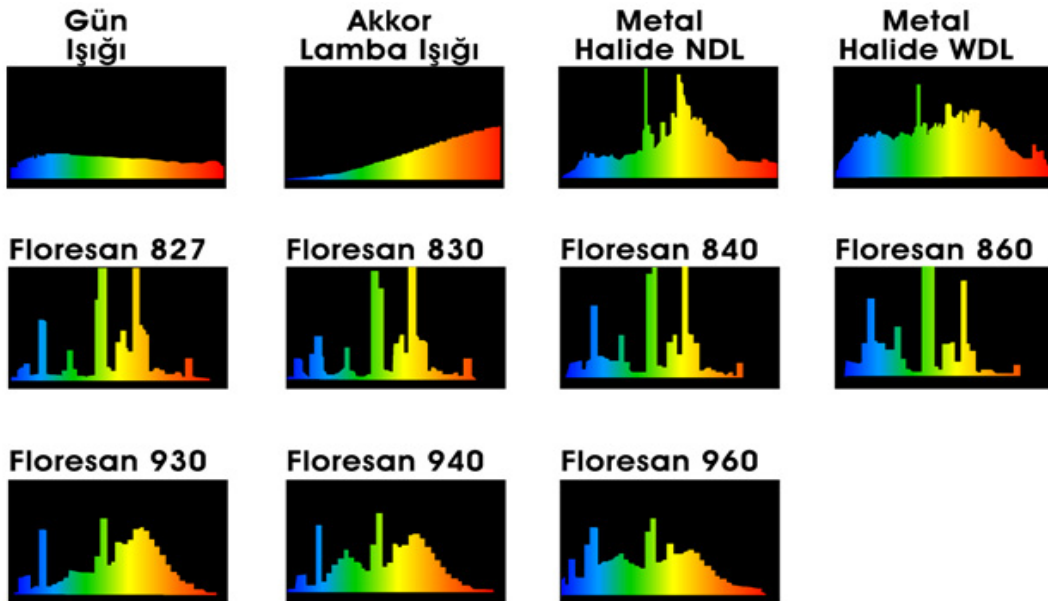 Gün
Işığı
Akkor
Lamba Işığı
Metal
Halide NDL
Metal
Halide WDL
Floresan 827
Floresan 830
Floresan 840
Floresan 860
Floresan 930
Floresan 940
Floresan 960